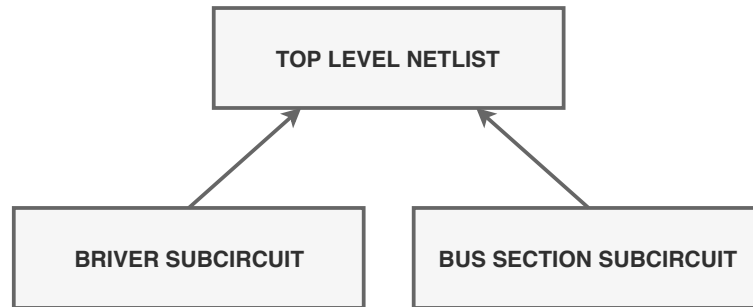 TOP LEVEL NETLIST
BRIVER SUBCIRCUIT
BUS SECTION SUBCIRCUIT